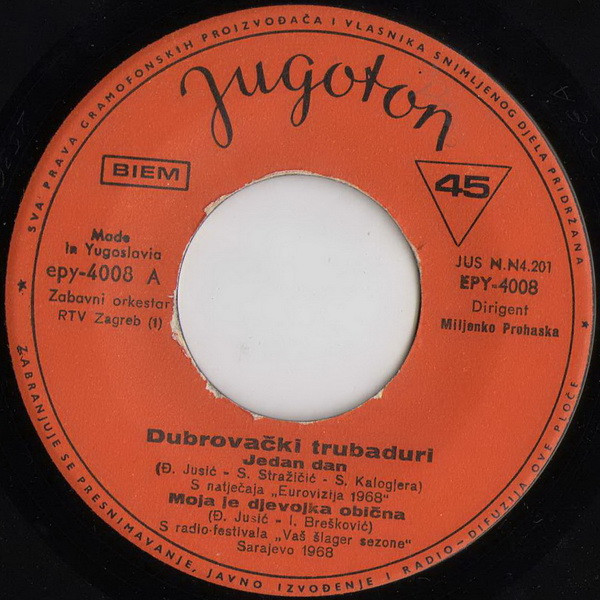 SVA PRAVA GRAMOFONSKIH PROIZVOĐAČA I VLASNIKA SNIMLJENOG DJELA PRIDRŽANA
Jugoton
BIEM
45
Made
In Yugoslavia
epy-4008 A
Zabavni orkestar
RTV Zagreb (1)
JUS N.N4.201
EPY-4008
Dirigent
Miljenko Prohaska
Dubrovački trubaduri
Jedan dan
(Đ. Jusić - S. Stražičić - S. Kalogjera)
S natječaja „Eurovizija 1968"
Moja je djevojka obična
(Đ. Jusić - I. Brešković)
S radio-festivala „Vaš šlager sezone"
Sarajevo 1968
ZABRANJUJE SE PRESNIMAVANJE, JAVNO IZVOĐENJE I RADIO-DIFUZIJA OVE PLOČE